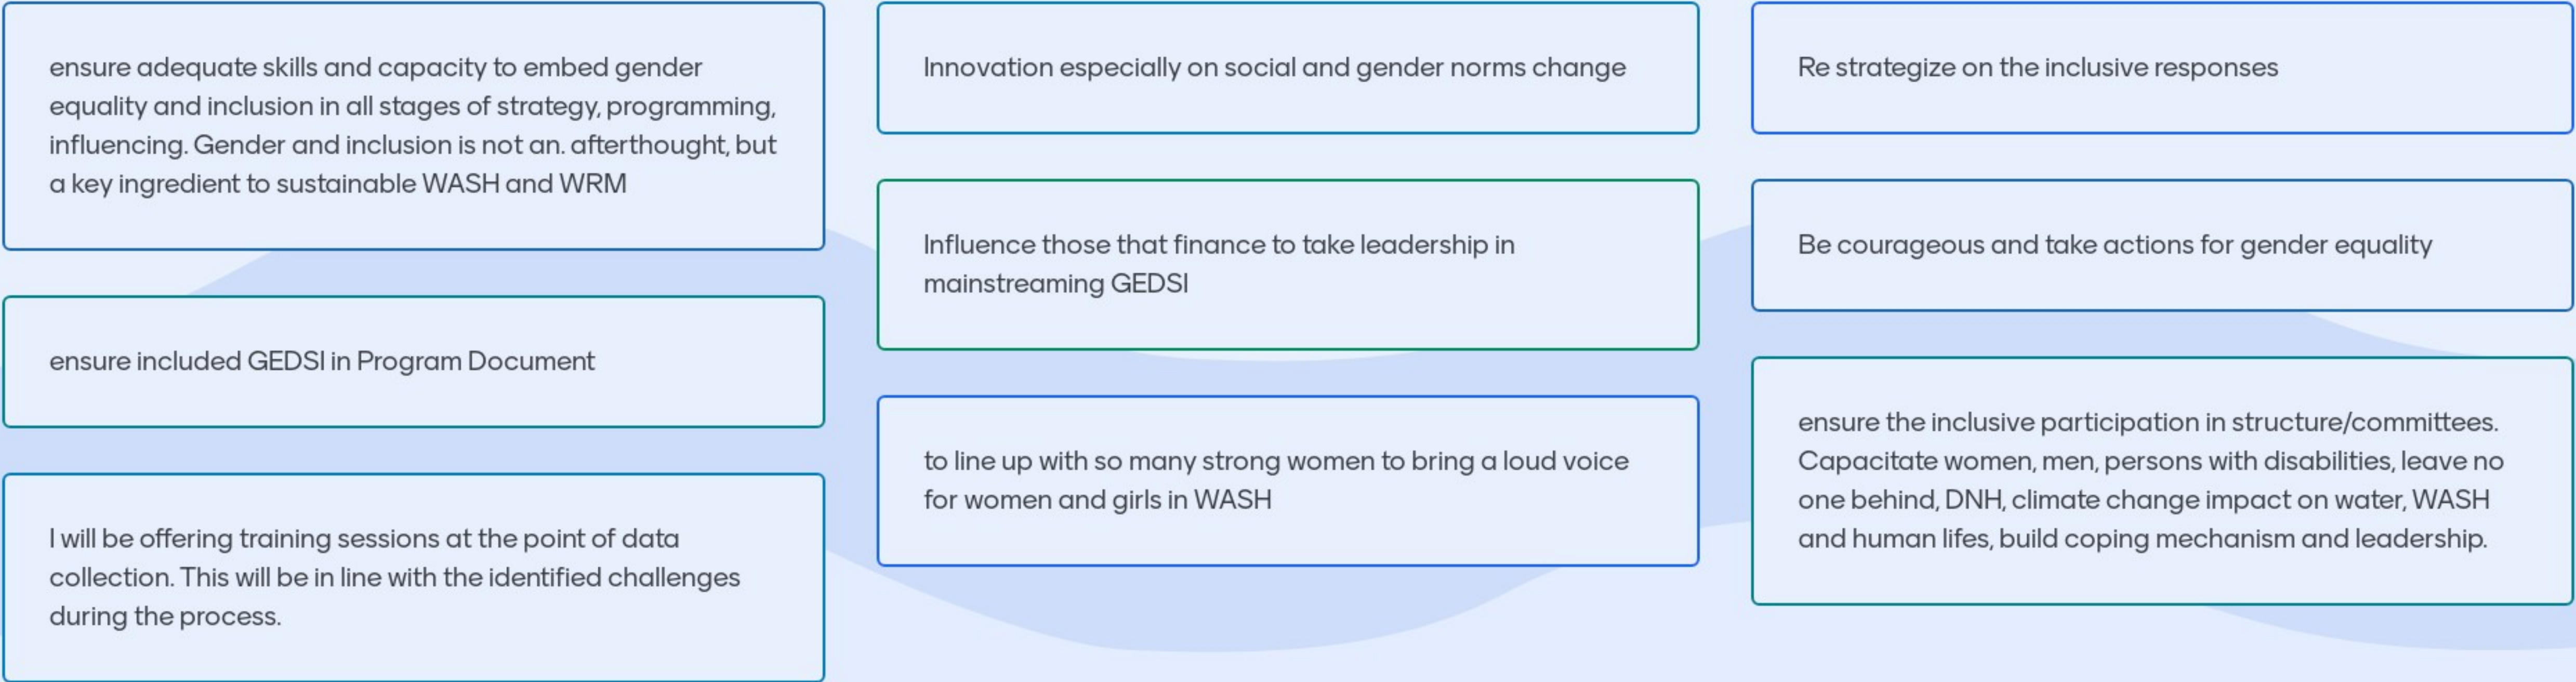 ensure adequate skills and capacity to embed gender
equality and inclusion in all stages of strategy, programming,
influencing. Gender and inclusion is not an. afterthought, but
a key ingredient to sustainable WASH and WRM
ensure included GEDSI in Program Document
I will be offering training sessions at the point of data
collection. This will be in line with the identified challenges
during the process.
Innovation especially on social and gender norms change
Influence those that finance to take leadership in
mainstreaming GEDSI
to line up with so many strong women to bring a loud voice
for women and girls in WASH
Re strategize on the inclusive responses
Be courageous and take actions for gender equality
ensure the inclusive participation in structure/committees.
Capacitate women, men, persons with disabilities, leave no
one behind, DNH, climate change impact on water, WASH
and human lifes, build coping mechanism and leadership.